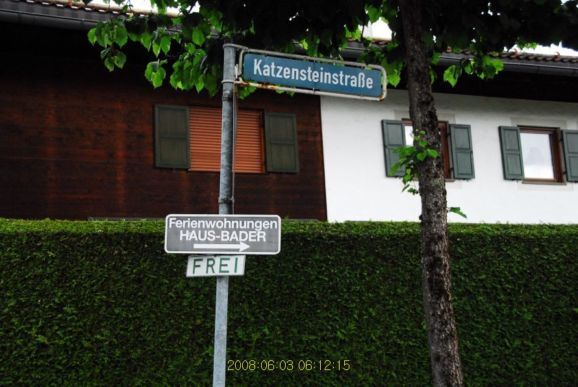 Katzensteinstraße
Ferienwohnungen
HAUS-BADER
FREI
2008:06:03 06:12:15